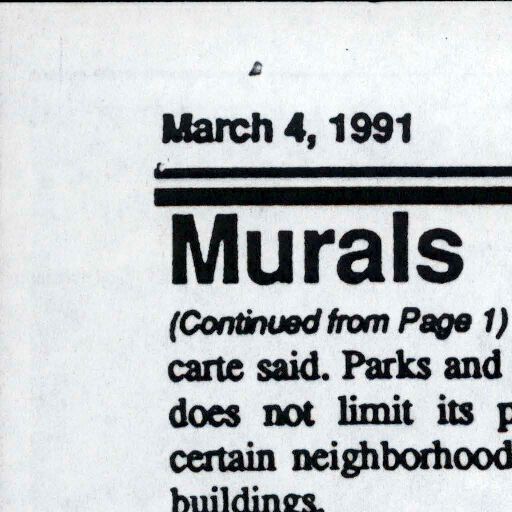 March 4, 1991
Murals
(Continued from Page 1)
carte said. Parks and
does not limit its p
certain neighborhood
buildings.